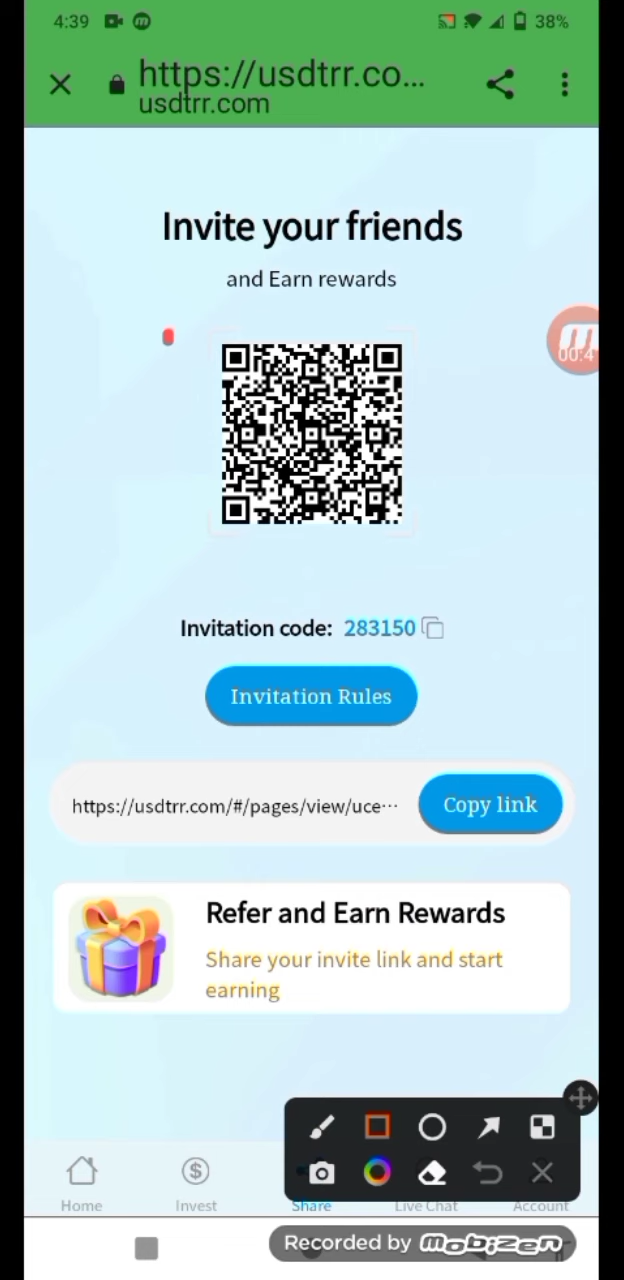 4:39
38%
https://usdtrr.co...
usdtrr.com
Invite your friends
and Earn rewards
00:4
Invitation code: 283150
Invitation Rules
https://usdtrr.com/#/pages/view/uce···
Copy link
Refer and Earn Rewards
Share your invite link and start
earning
Home
Invest
Share
Live Chat
Account
Recorded by mobizen